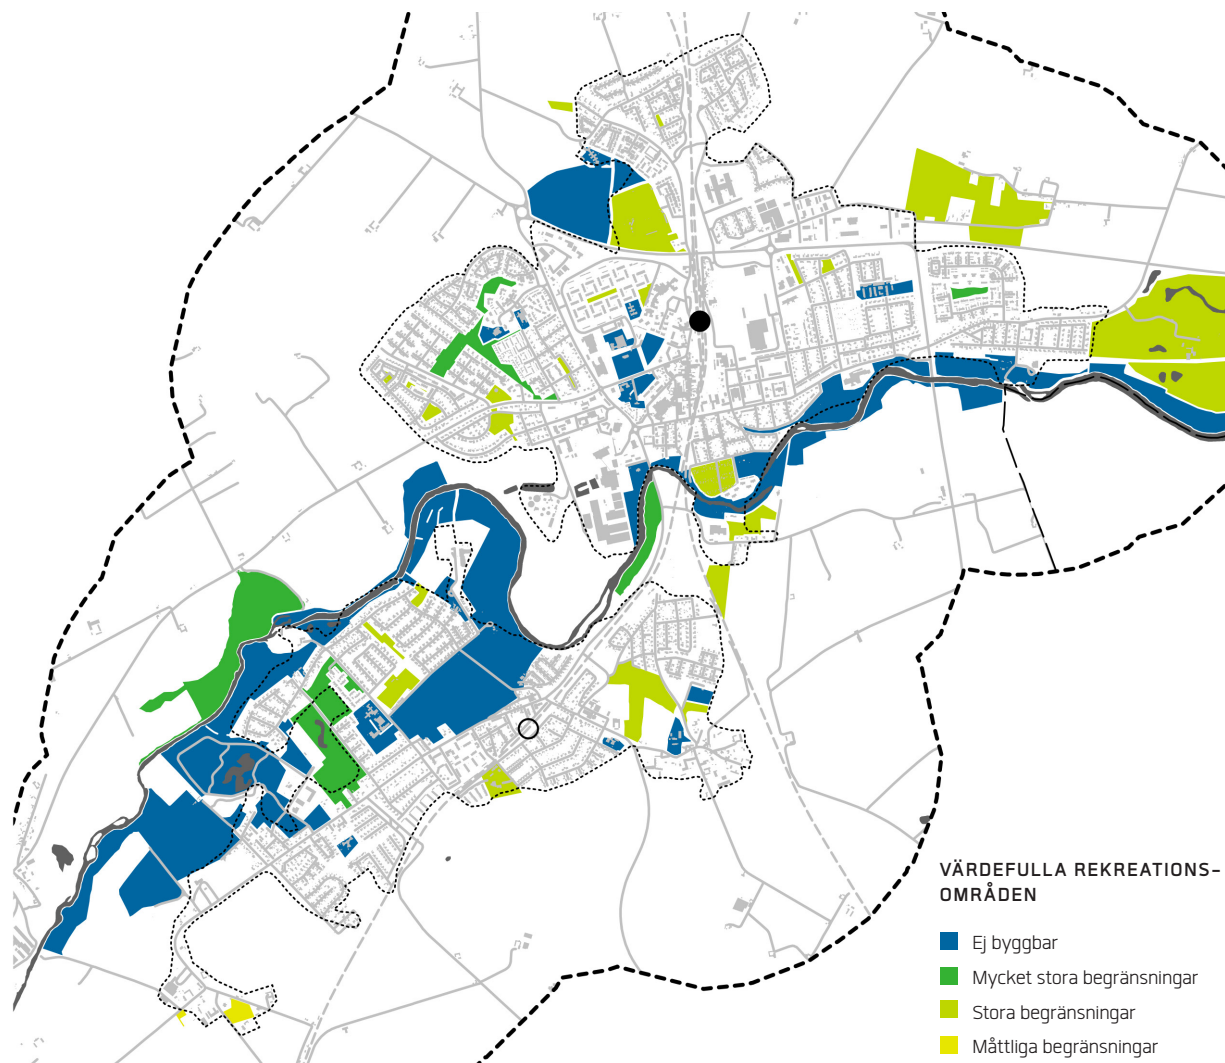 VÄRDEFULLA REKREATIONS-
OMRÅDEN
Ej byggbar
Mycket stora begränsningar
Stora begränsningar
Måttliga begränsningar